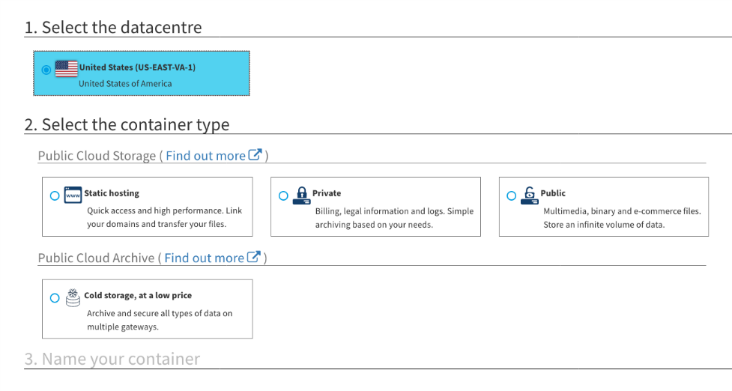 1. Select the datacentre
United States (US-EAST-VA-1)
United States of America
2. Select the container type
Public Cloud Storage ( Find out more )
www
Static hosting
Quick access and high performance. Link
your domains and transfer your files.
Private
Billing, legal information and logs. Simple
archiving based on your needs.
Public
Multimedia, binary and e-commerce files.
Store an infinite volume of data.
Public Cloud Archive ( Find out more )
Cold storage, at a low price
Archive and secure all types of data on
multiple gateways.
3. Name your container